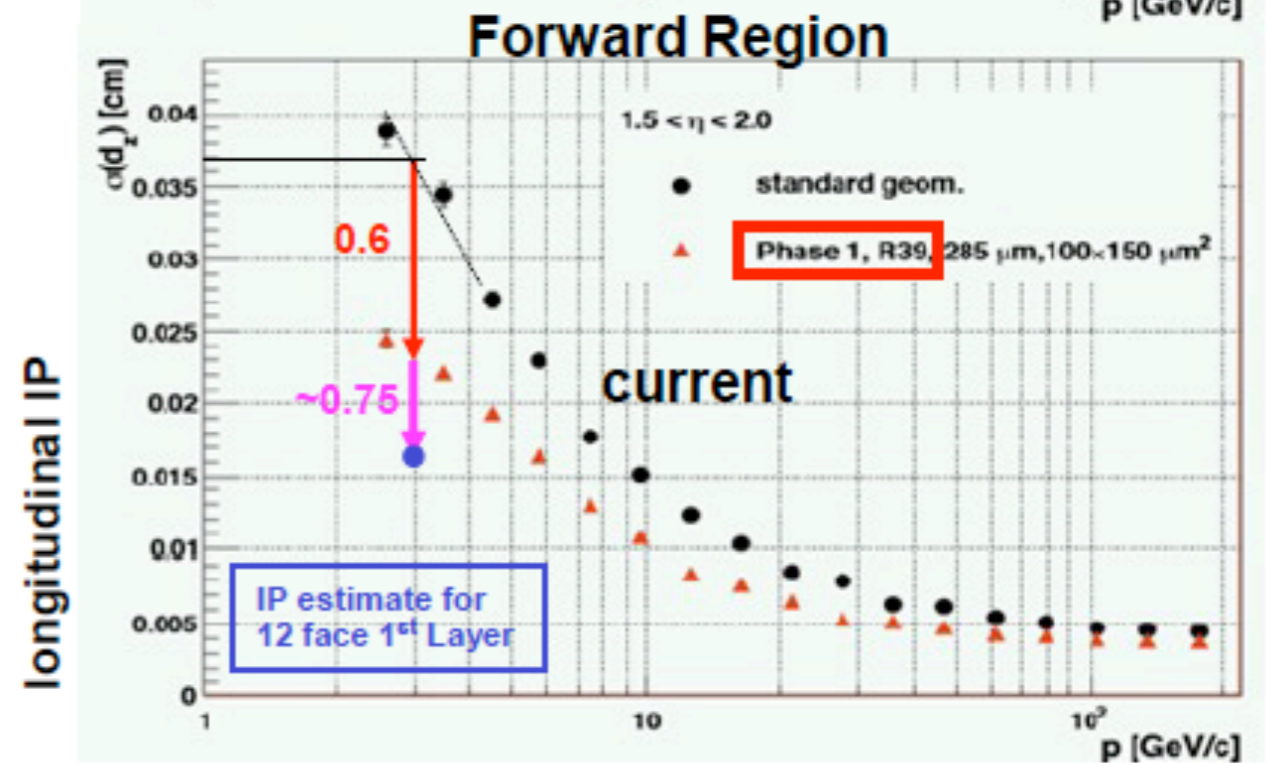 p [GeV/c]
Forward Region
σ(d_z) [cm]
0.04
1.5 < η < 2.0
standard geom.
0.035
0.6
Phase 1, R39, 285 μm,100×150 μm²
0.03
0.025
longitudinal IP
~0.75
current
0.02
0.015
0.01
IP estimate for
12 face 1ˢᵗ Layer
0.005
0
1
10
10²
p [GeV/c]